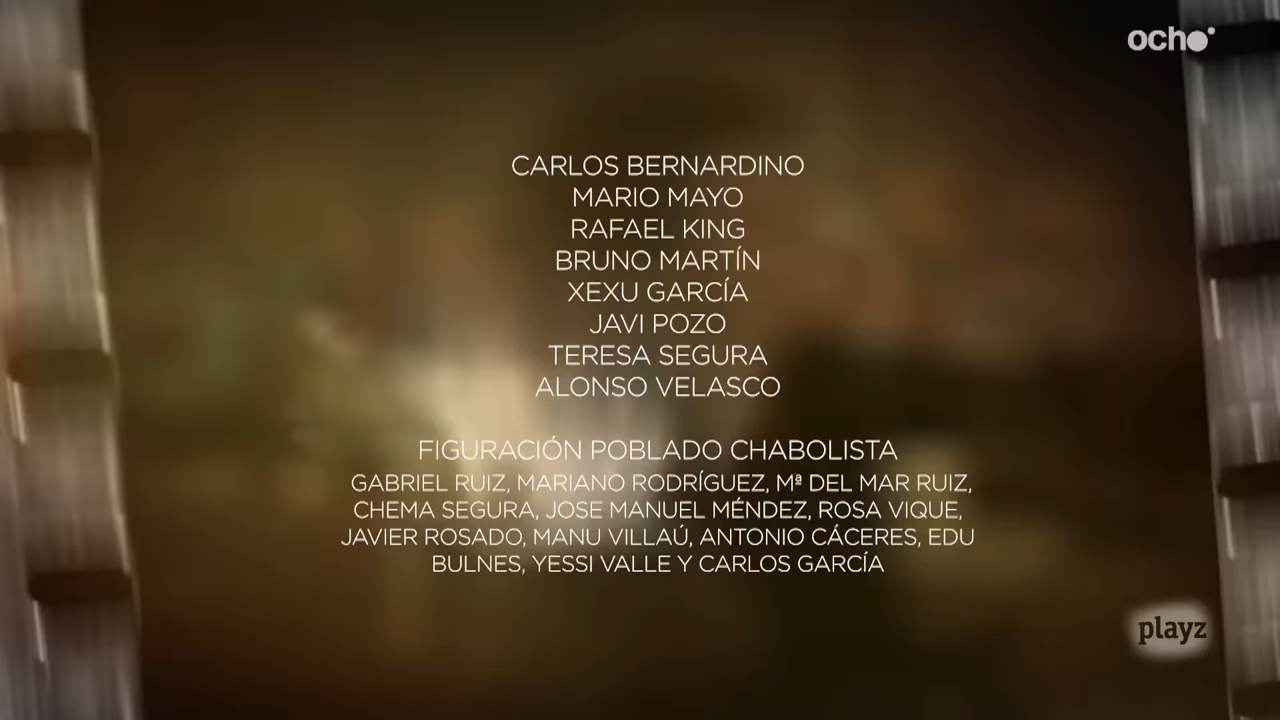 ocho
CARLOS BERNARDINO
MARIO MAYO
RAFAEL KING
BRUNO MARTÍN
XEXU GARCÍA
JAVI POZO
TERESA SEGURA
ALONSO VELASCO
FIGURACIÓN POBLADO CHABOLISTA
GABRIEL RUIZ, MARIANO RODRÍGUEZ, Mª DEL MAR RUIZ,
CHEMA SEGURA, JOSE MANUEL MÉNDEZ, ROSA VIQUE,
JAVIER ROSADO, MANU VILLAÚ, ANTONIO CÁCERES, EDU
BULNES, YESSI VALLE Y CARLOS GARCÍA
playz